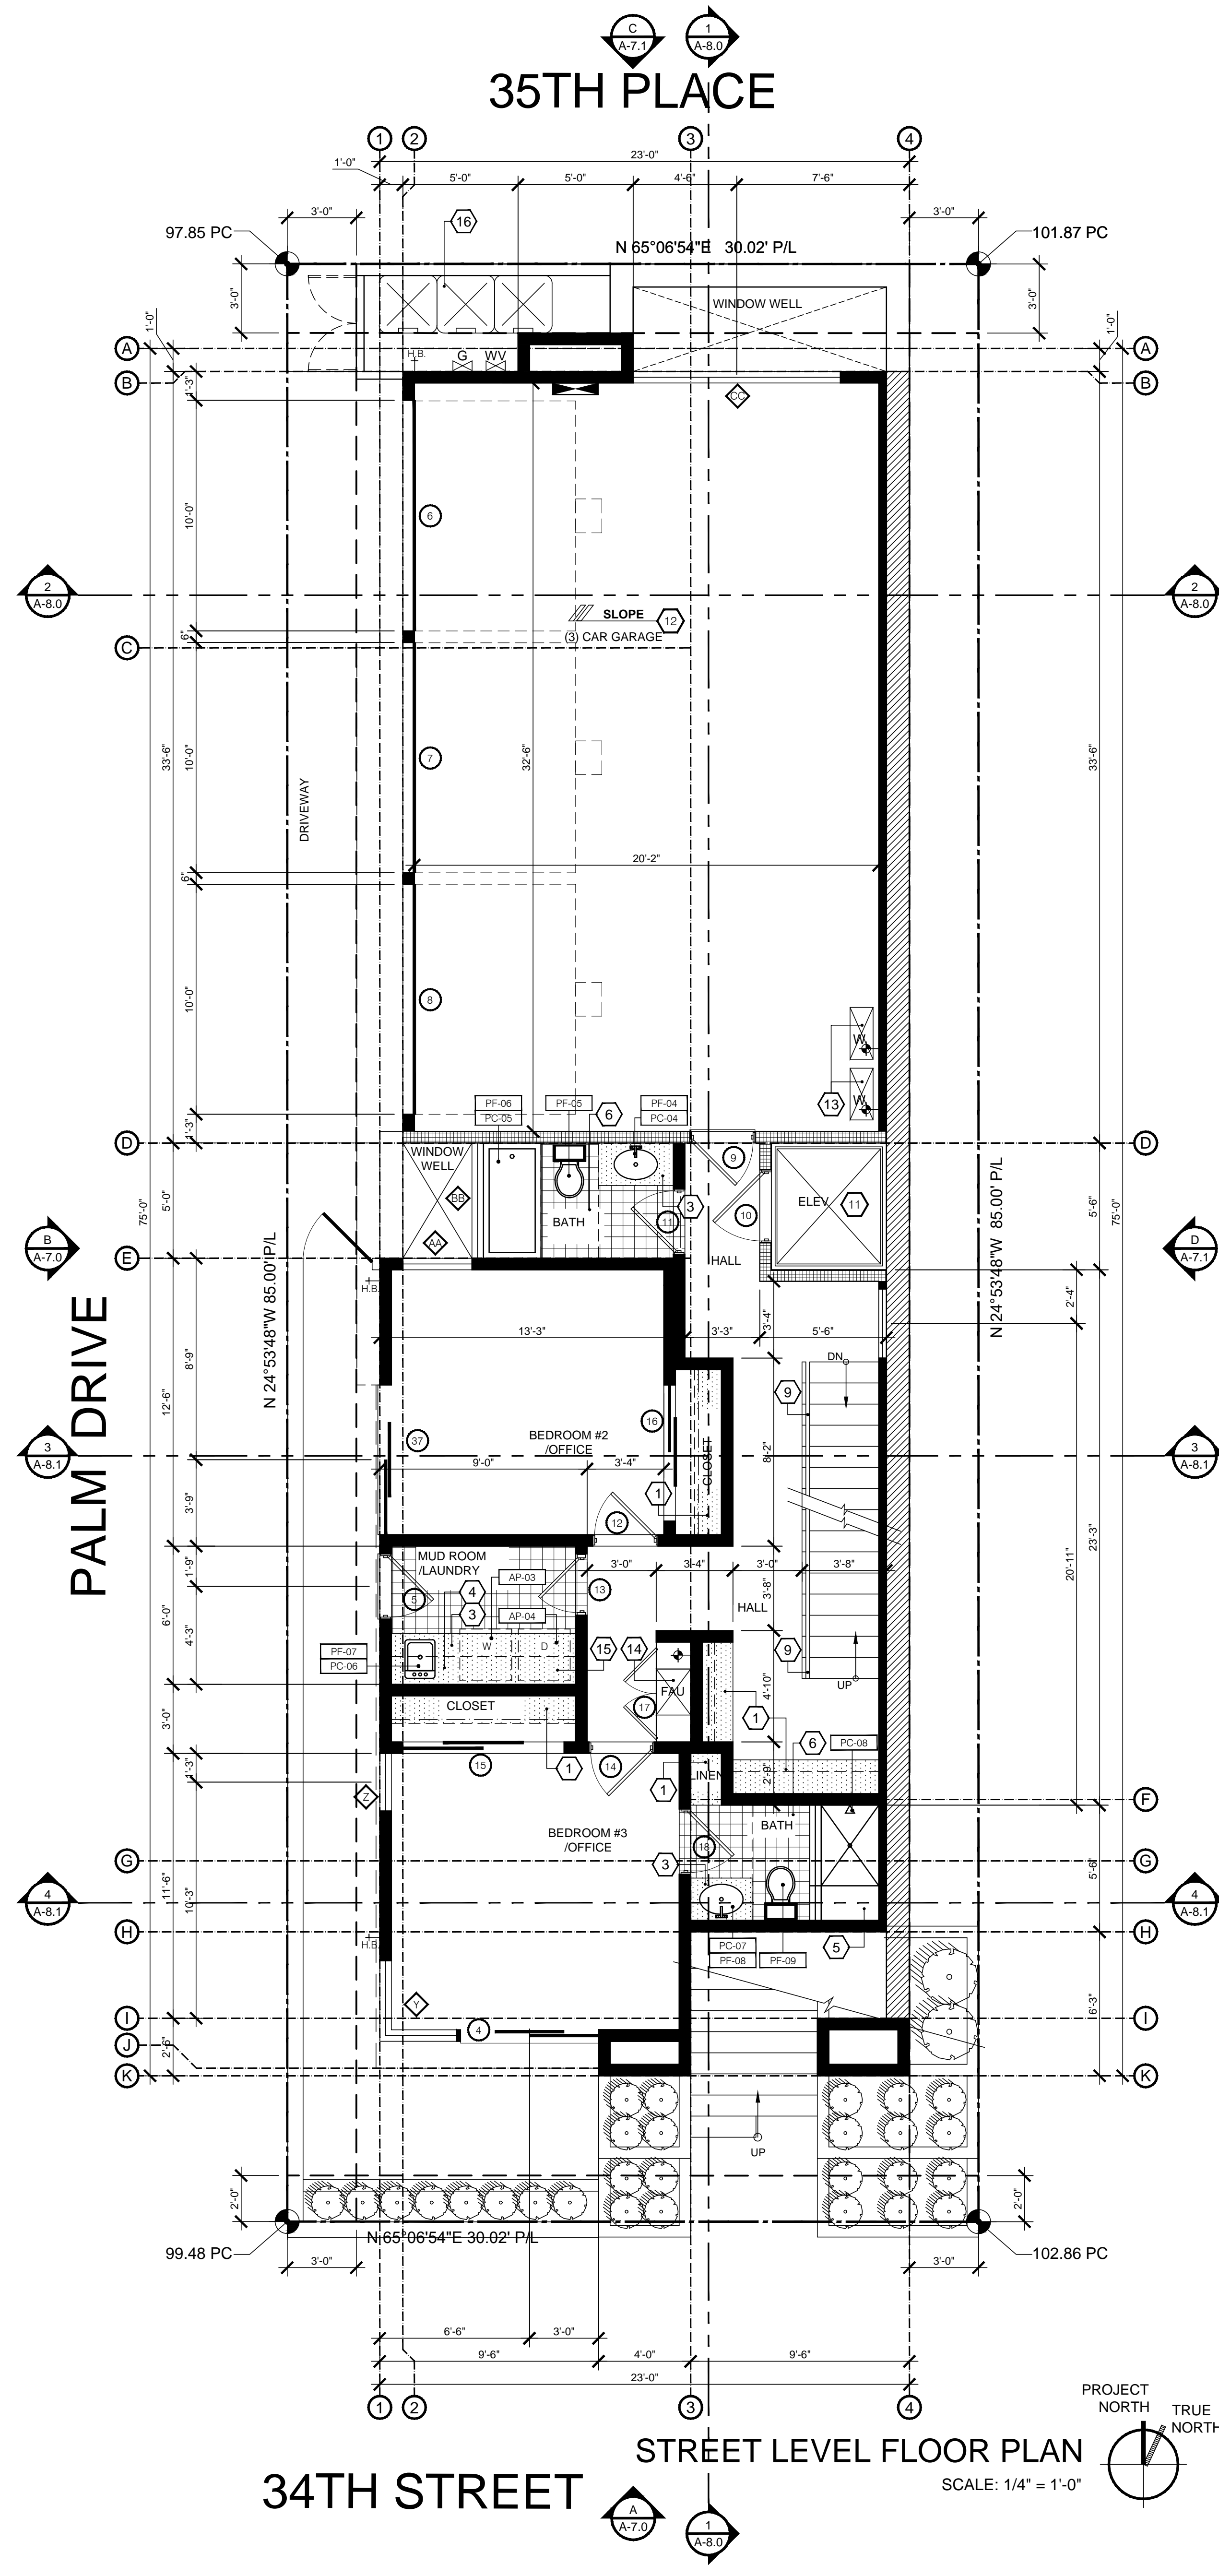 C
A-7.1
1
A-8.0
35TH PLACE
1
2
3
4
23'-0"
1'-0"
5'-0"
5'-0"
4'-6"
7'-6"
3'-0"
3'-0"
97.85 PC
16
101.87 PC
N 65°06'54"E 30.02' P/L
3'-0"
3'-0"
WINDOW WELL
1'-0"
1'-0"
A
A
H.B.
G
WV
B
B
1'-3"
CC
10'-0"
6
2
A-8.0
2
A-8.0
SLOPE
12
(3) CAR GARAGE
6"
C
33'-6"
10'-0"
7
32'-6"
33'-6"
DRIVEWAY
20'-2"
6"
10'-0"
8
W
W
13
PF-06
PC-05
PF-05
6
PF-04
PC-04
1'-3"
D
D
WINDOW
WELL
9
BB
3
ELEV.
11
5'-0"
75'-0"
5'-6"
75'-0"
BATH
11
10
AA
B
A-7.0
D
A-7.1
E
HALL
H.B.
N 24°53'48"W 85.00' P/L
N 24°53'48"W 85.00' P/L
2'-4"
13'-3"
3'-3"
3'-4"
5'-6"
8'-9"
DN
9
12'-6"
PALM DRIVE
37
16
BEDROOM #2
/OFFICE
CLOSET
8'-2"
3
A-8.1
3
A-8.1
9'-0"
3'-4"
1
3'-9"
12
23'-3"
20'-11"
MUD ROOM
/LAUNDRY
1'-9"
3'-0"
3'-4"
3'-0"
3'-8"
AP-03
5
4
13
3'-8"
HALL
3
AP-04
6'-0"
4'-3"
W
D
15
14
9
PF-07
PC-06
FAU
UP
4'-10"
CLOSET
17
1
3'-0"
6
PC-08
15
1
14
1'-3"
LINEN
2'-9"
1
Z
F
BEDROOM #3
/OFFICE
BATH
18
G
G
3
11'-6"
10'-3"
5'-6"
4
A-8.1
4
A-8.1
H
H
H.B.
PC-07
PF-08
PF-09
5
Y
6'-3"
I
4
I
J
2'-6"
K
K
UP
2'-0"
2'-0"
N 65°06'54"E 30.02' P/L
99.48 PC
102.86 PC
3'-0"
3'-0"
6'-6"
3'-0"
9'-6"
4'-0"
9'-6"
23'-0"
1
2
3
4
PROJECT
NORTH
TRUE
NORTH
STREET LEVEL FLOOR PLAN
SCALE: 1/4" = 1'-0"
34TH STREET
A
A-7.0
1
A-8.0